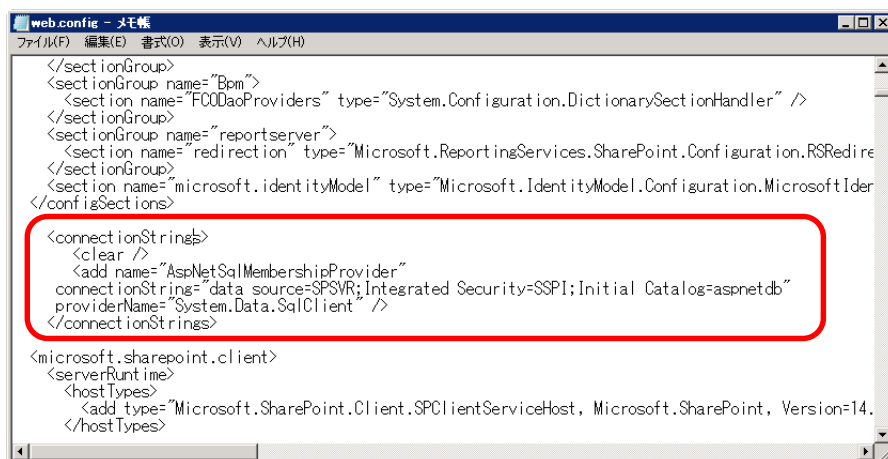 web.config - メモ帳
ファイル(F) 編集(E) 書式(O) 表示(V) ヘルプ(H)
</sectionGroup>
<sectionGroup name="Bpm">
<section name="FCODaoProviders" type="System.Configuration.DictionarySectionHandler" />
</sectionGroup>
<sectionGroup name="reportserver">
<section name="redirection" type="Microsoft.ReportingServices.SharePoint.Configuration.RSRedire
</sectionGroup>
<section name="microsoft.identityModel" type="Microsoft.IdentityModel.Configuration.MicrosoftIder
</configSections>
<connectionStrings>
<clear />
<add name="AspNetSqlMembershipProvider"
connectionString="data source=SPSVR;Integrated Security=SSPI;Initial Catalog=aspnetdb"
providerName="System.Data.SqlClient" />
</connectionStrings>
<microsoft.sharepoint.client>
<serverRuntime>
<hostTypes>
<add type="Microsoft.SharePoint.Client.SPClientServiceHost, Microsoft.SharePoint, Version=14.
</hostTypes>